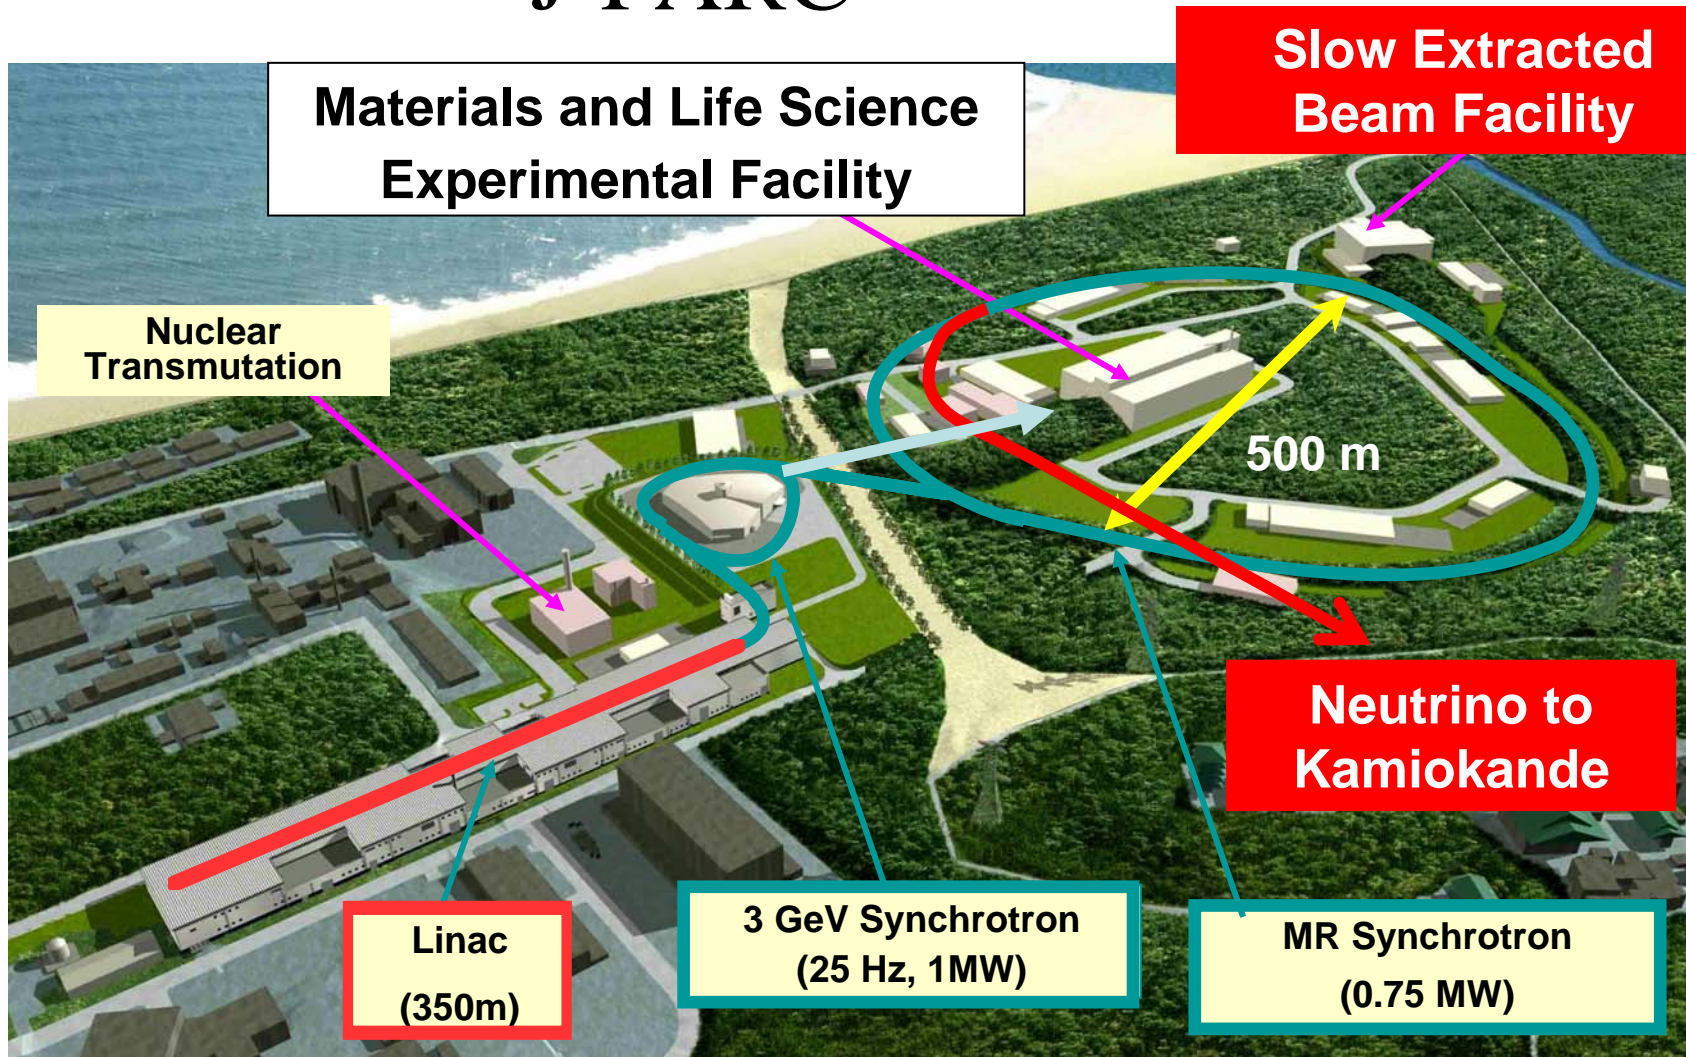 J-PARC
Slow Extracted
Beam Facility
Materials and Life Science
Experimental Facility
Nuclear
Transmutation
500 m
Neutrino to
Kamiokande
Linac
(350m)
3 GeV Synchrotron
(25 Hz, 1MW)
MR Synchrotron
(0.75 MW)